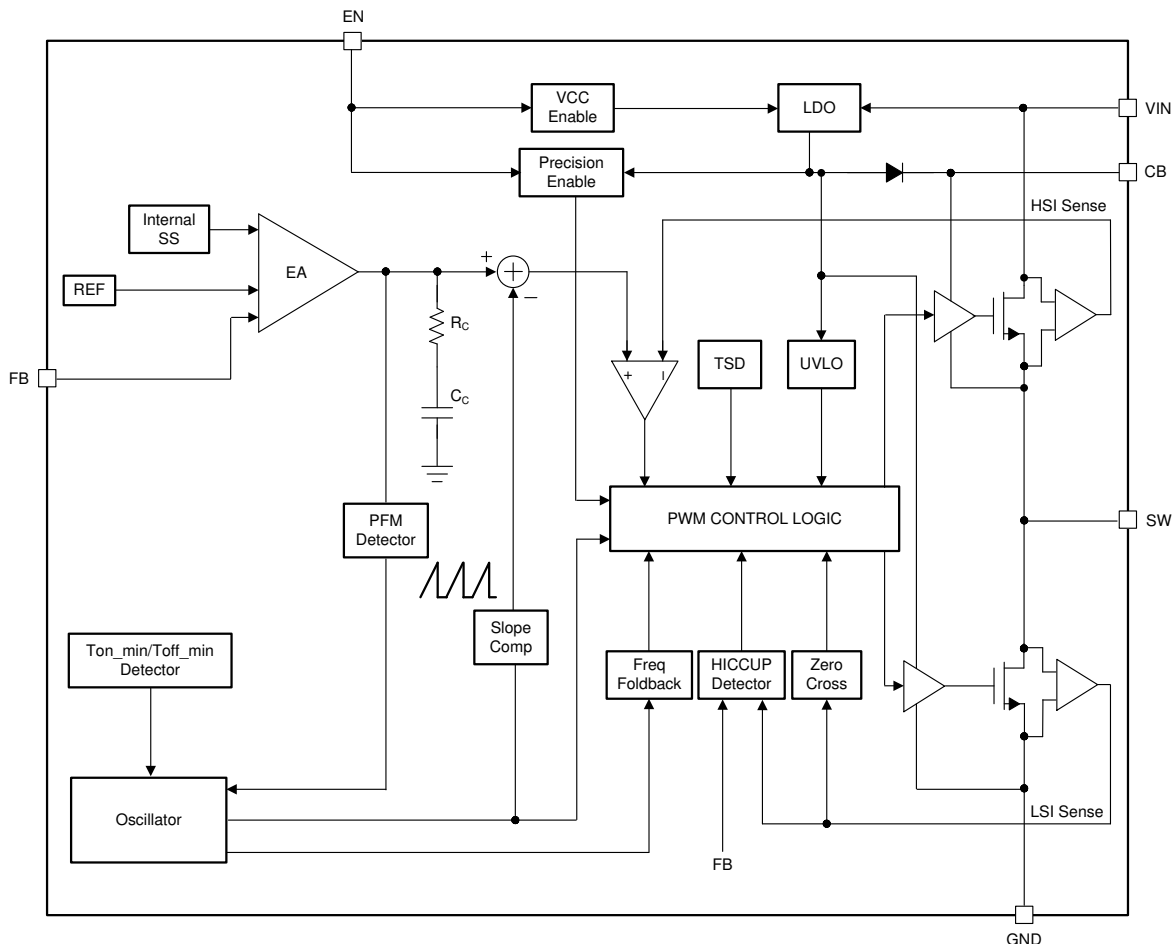 EN
VCC
Enable
LDO
VIN
Precision
Enable
CB
HSI Sense
Internal
SS
EA
+
+
−
REF
R_C
FB
+
−
TSD
UVLO
C_C
PWM CONTROL LOGIC
SW
PFM
Detector
Slope
Comp
Ton_min/Toff_min
Detector
Freq
Foldback
HICCUP
Detector
Zero
Cross
Oscillator
LSI Sense
FB
GND